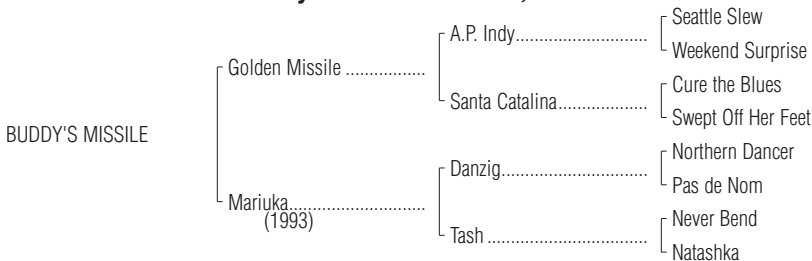 Seattle Slew
A.P. Indy
Weekend Surprise
Golden Missile
Cure the Blues
Santa Catalina
Swept Off Her Feet
BUDDY'S MISSILE
Northern Dancer
Danzig
Pas de Nom
Mariuka
(1993)
Never Bend
Tash
Natashka